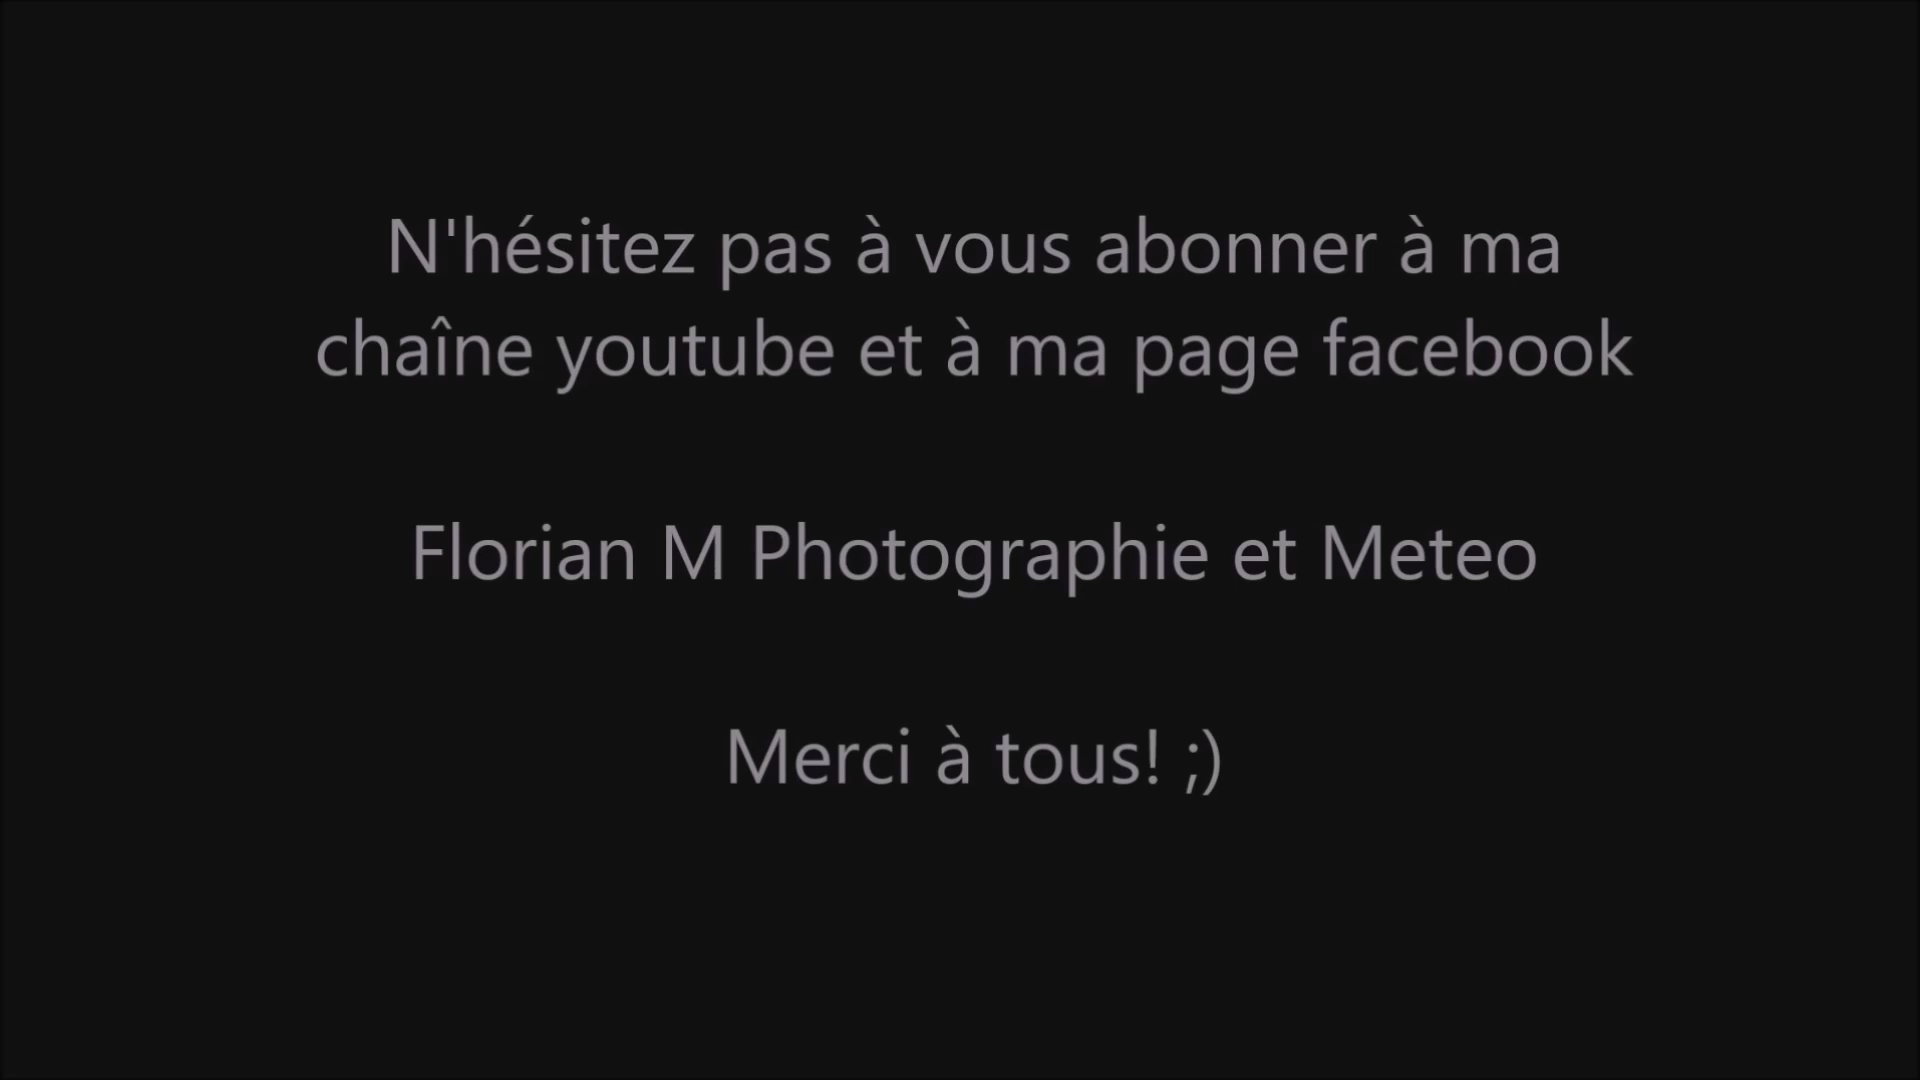 N'hésitez pas à vous abonner à ma
chaîne youtube et à ma page facebook
Florian M Photographie et Meteo
Merci à tous! ;)